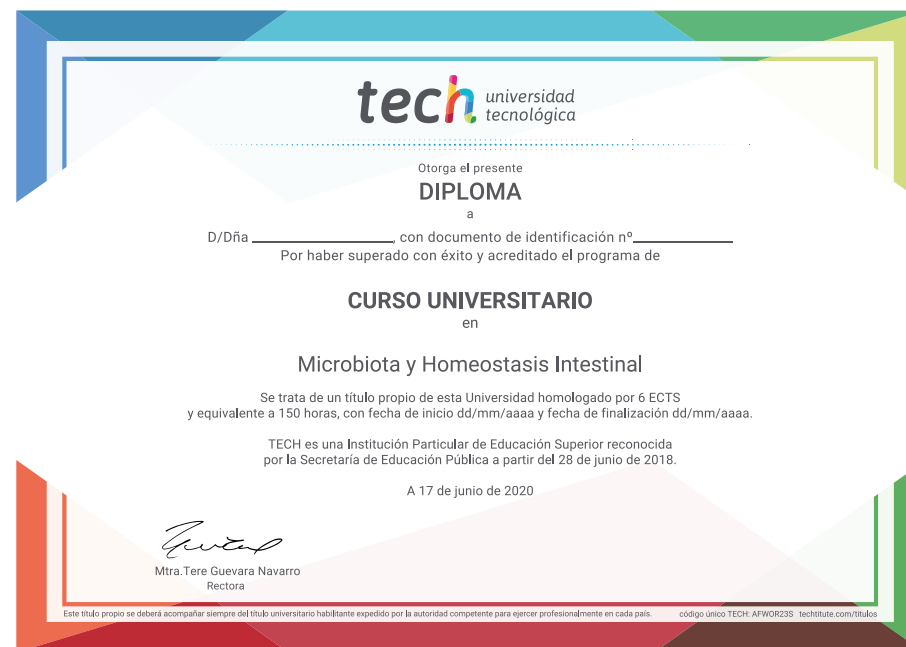 tech universidad
tecnológica
Otorga el presente
DIPLOMA
a
D/Dña ____________________, con documento de identificación nº______________
Por haber superado con éxito y acreditado el programa de
CURSO UNIVERSITARIO
en
Microbiota y Homeostasis Intestinal
Se trata de un título propio de esta Universidad homologado por 6 ECTS
y equivalente a 150 horas, con fecha de inicio dd/mm/aaaa y fecha de finalización dd/mm/aaaa.
TECH es una Institución Particular de Educación Superior reconocida
por la Secretaría de Educación Pública a partir del 28 de junio de 2018.
A 17 de junio de 2020
Mtra.Tere Guevara Navarro
Rectora
Este título propio se deberá acompañar siempre del título universitario habilitante expedido por la autoridad competente para ejercer profesionalmente en cada país. código único TECH: AFWOR23S techtitute.com/titulos